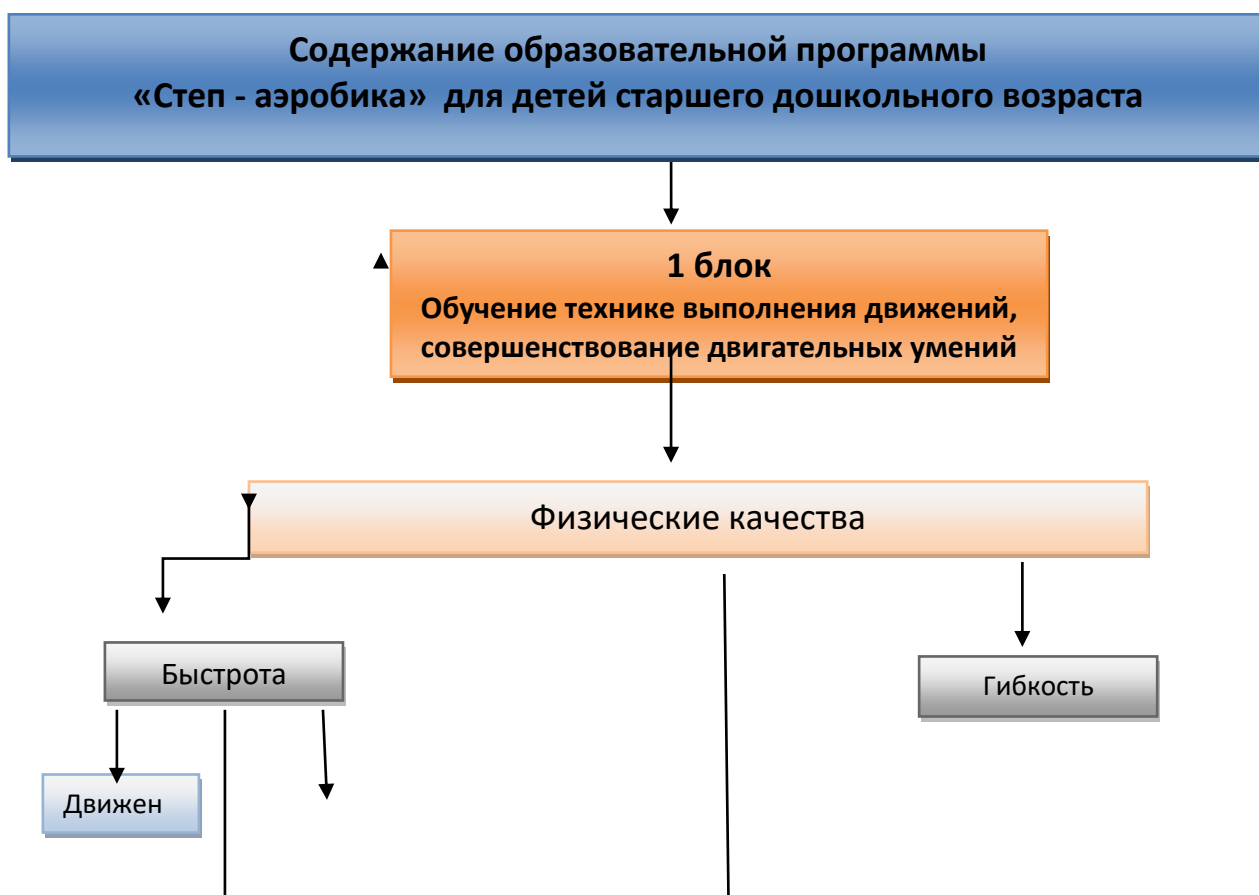 Содержание образовательной программы
«Степ - аэробика» для детей старшего дошкольного возраста
1 блок
Обучение технике выполнения движений,
совершенствование двигательных умений
Физические качества
Быстрота
Гибкость
Движен